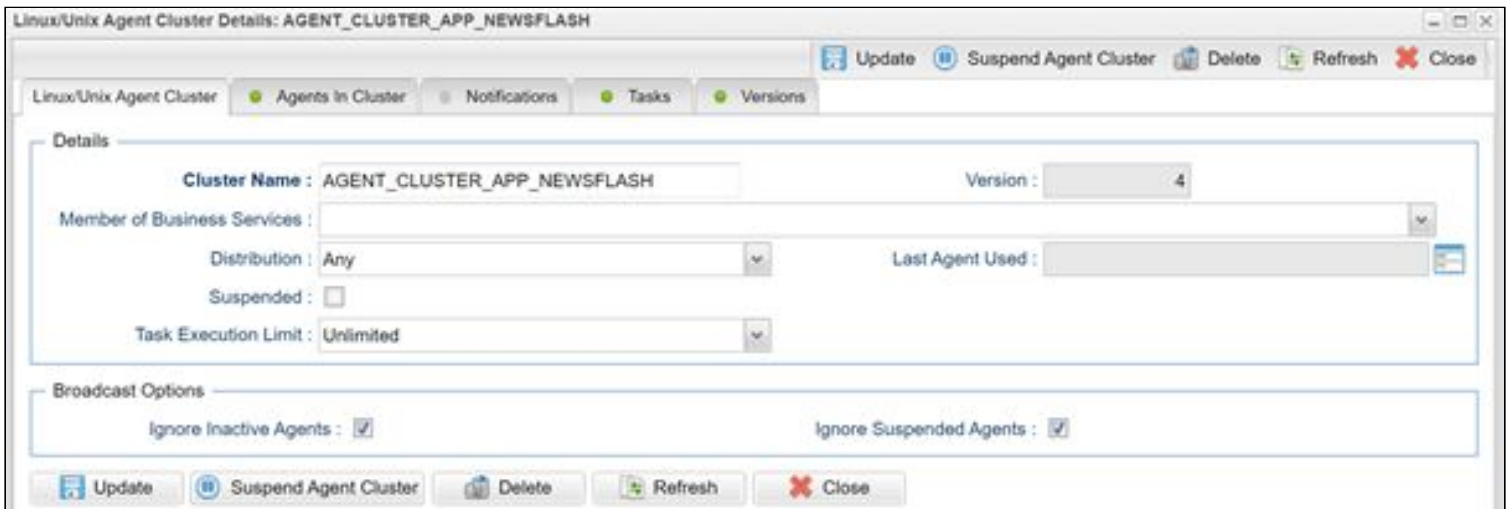 Linux/Unix Agent Cluster Details: AGENT_CLUSTER_APP_NEWSFLASH
Update Suspend Agent Cluster Delete Refresh Close
Linux/Unix Agent Cluster Agents In Cluster Notifications Tasks Versions
Details
Cluster Name : AGENT_CLUSTER_APP_NEWSFLASH Version : 4
Member of Business Services :
Distribution : Any Last Agent Used :
Suspended :
Task Execution Limit : Unlimited
Broadcast Options
Ignore Inactive Agents : Ignore Suspended Agents :
Update Suspend Agent Cluster Delete Refresh Close